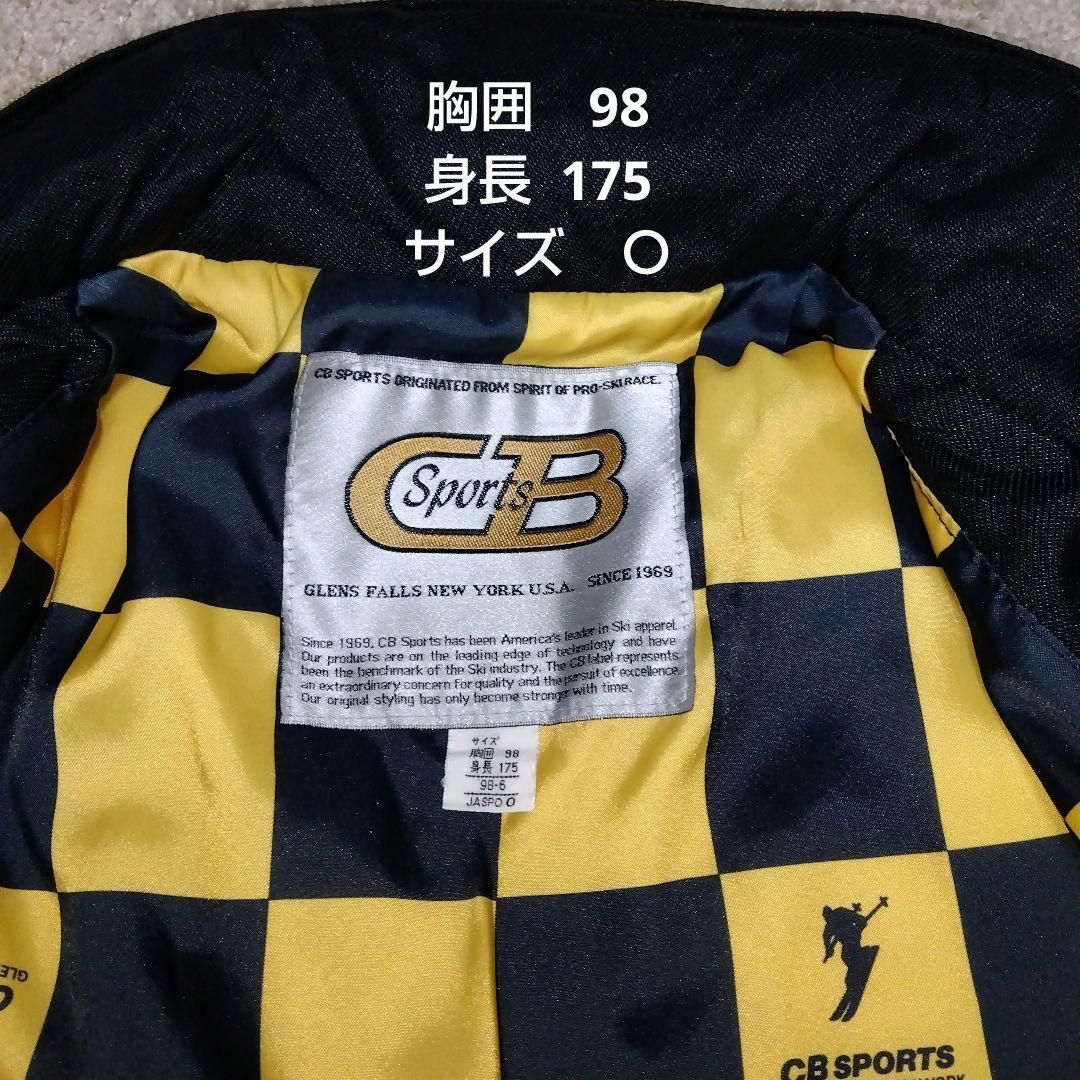 胸囲 98
身長 175
サイズ O
CB SPORTS ORIGINATED FROM SPIRIT OF PRO-SKI RACE.
CB Sports
GLENS FALLS NEW YORK U.S.A. SINCE 1969
Since 1969, CB Sports has been America's leader in Ski apparel.
Our products are on the leading edge of technology and have
been the benchmark of the Ski industry. The CB label represents
an extraordinary concern for quality and the pursuit of excellence.
Our original styling has only become stronger with time.
サイズ
胸囲 98
身長 175
98-6
JASPO O
CB SPORTS